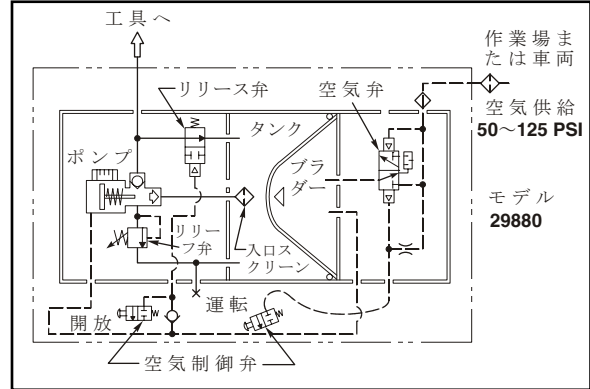 工具へ
作業場ま
たは車両
リリース弁
空気弁
空気供給
50～125 PSI
タンク
ポンプ
ブラ
ダー
モデル
29880
リリー
フ弁
入口ス
クリーン
運転
開放
空気制御弁